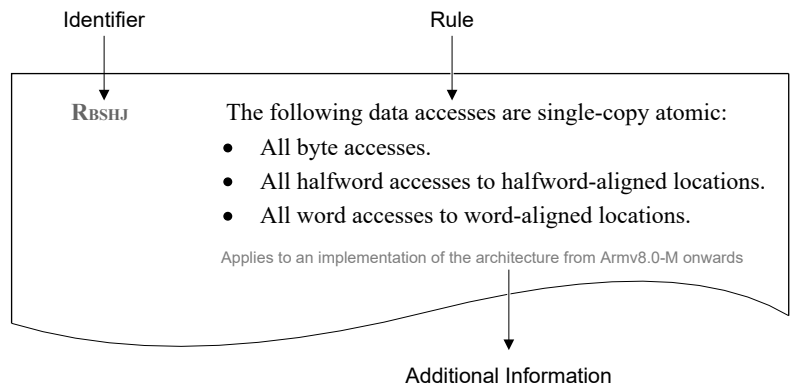 Identifier Rule
RBSHJ The following data accesses are single-copy atomic:
• All byte accesses.
• All halfword accesses to halfword-aligned locations.
• All word accesses to word-aligned locations.
Applies to an implementation of the architecture from Armv8.0-M onwards
Additional Information